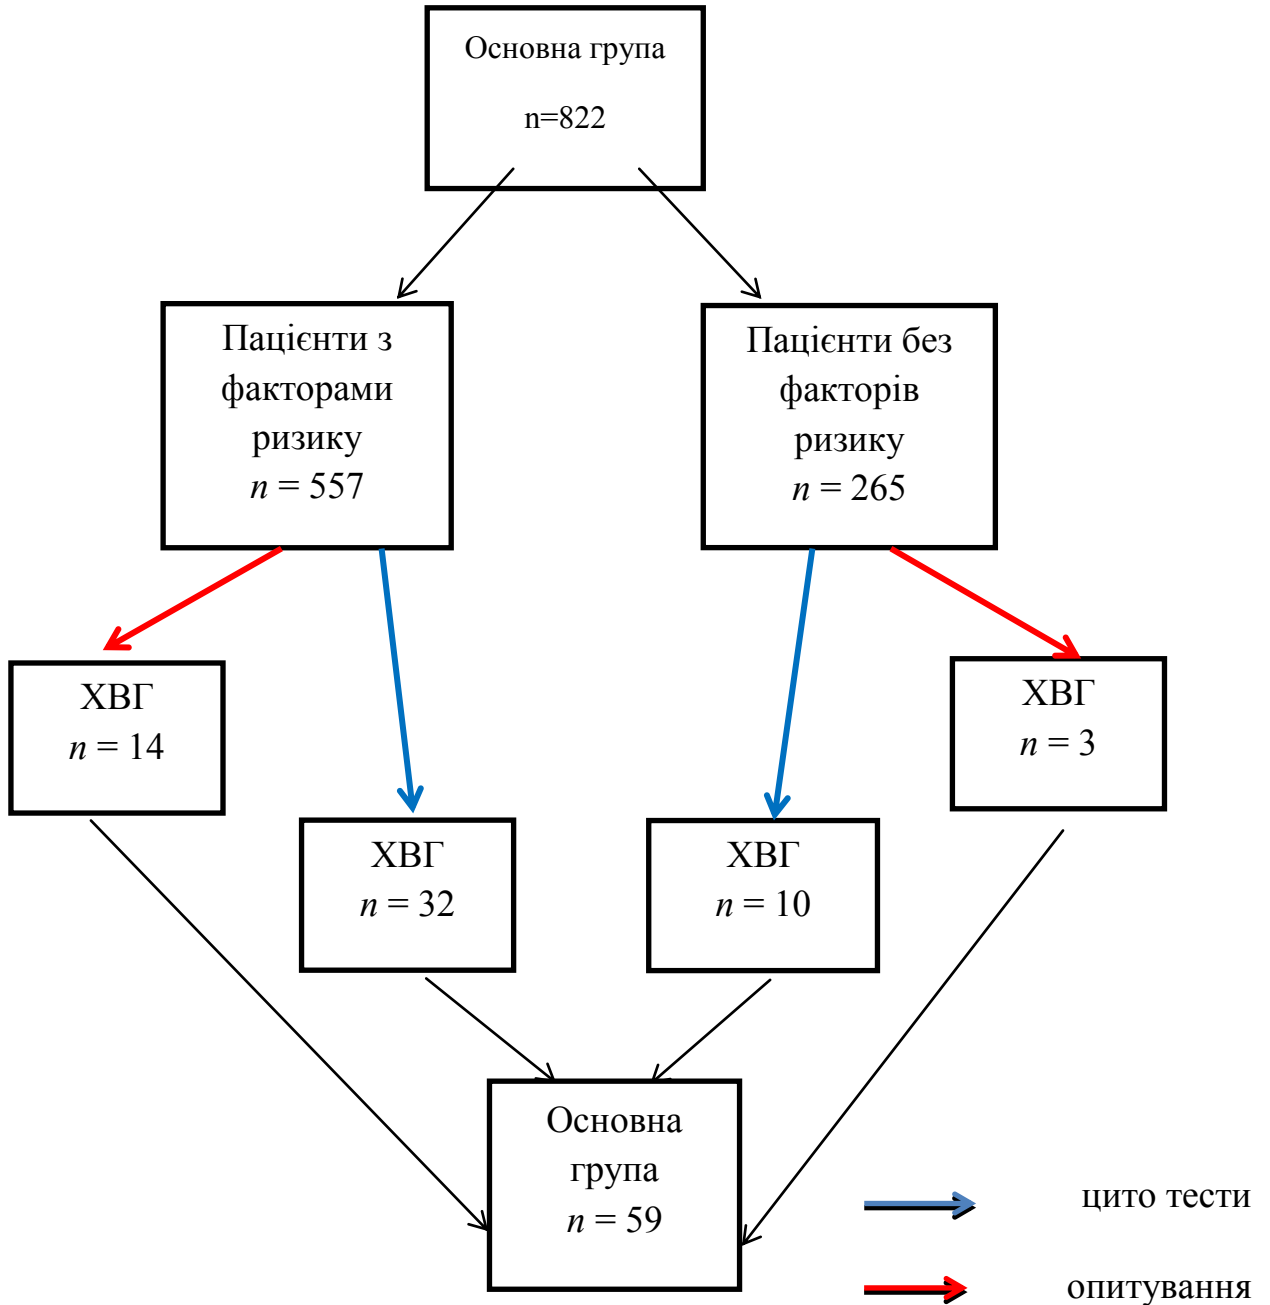 Основна група
n=822
Пацієнти з
факторами
ризику
n = 557
Пацієнти без
факторів
ризику
n = 265
ХВГ
n = 14
ХВГ
n = 32
ХВГ
n = 10
ХВГ
n = 3
Основна
група
n = 59
цито тести
опитування